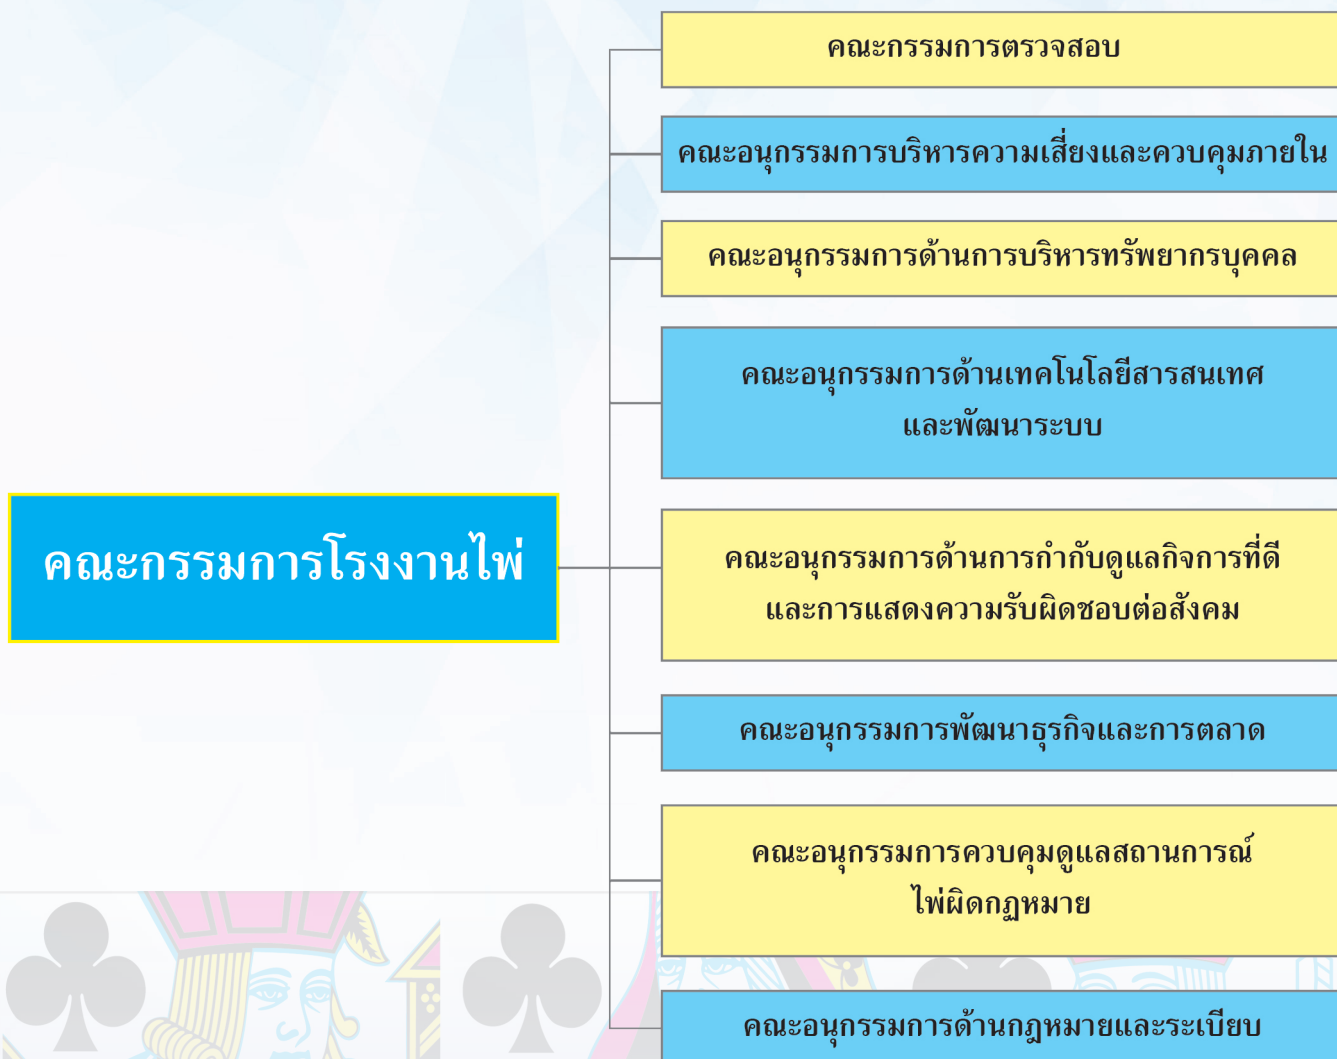 คณะกรรมการตรวจสอบ
คณะอนุกรรมการบริหารความเสี่ยงและควบคุมภายใน
คณะอนุกรรมการด้านการบริหารทรัพยากรบุคคล
คณะอนุกรรมการด้านเทคโนโลยีสารสนเทศ
และพัฒนาระบบ
คณะกรรมการโรงงานไพ่
คณะอนุกรรมการด้านการกำกับดูแลกิจการที่ดี
และการแสดงความรับผิดชอบต่อสังคม
คณะอนุกรรมการพัฒนาธุรกิจและการตลาด
คณะอนุกรรมการควบคุมดูแลสถานการณ์
ไพ่ผิดกฎหมาย
คณะอนุกรรมการด้านกฎหมายและระเบียบ